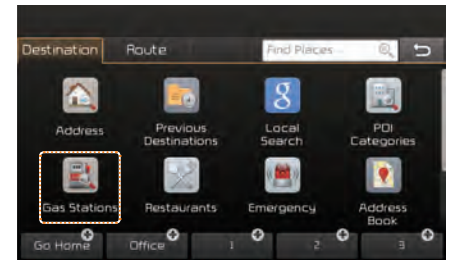 Destination Route Find Places...
Address Previous Destinations Local Search POI Categories
Gas Stations Restaurants Emergency Address Book
Go Home Office 1 2 3